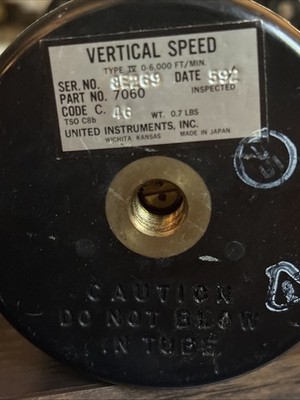 VERTICAL SPEED
TYPE IV 0-6,000 FT/MIN.
SER. NO. 8E269 DATE 592
PART NO. 7060 INSPECTED
CODE C. 46 WT. 0.7 LBS
TSO C8b
UNITED INSTRUMENTS, INC.
WICHITA, KANSAS MADE IN JAPAN
CAUTION
DO NOT BLOW
IN TUBE